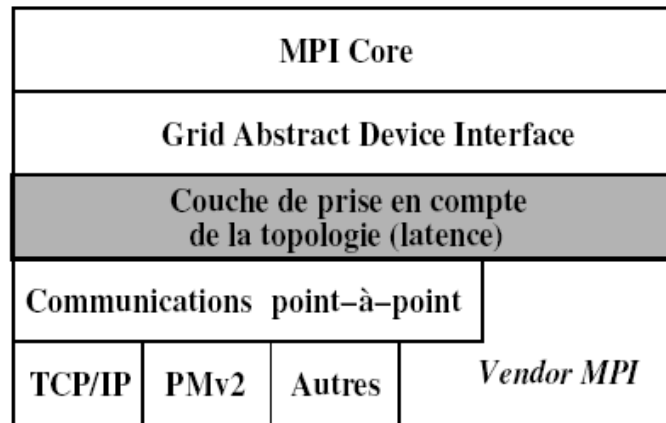 MPI Core
Grid Abstract Device Interface
Couche de prise en compte
de la topologie (latence)
Communications point–à–point
TCP/IP PMv2 Autres Vendor MPI